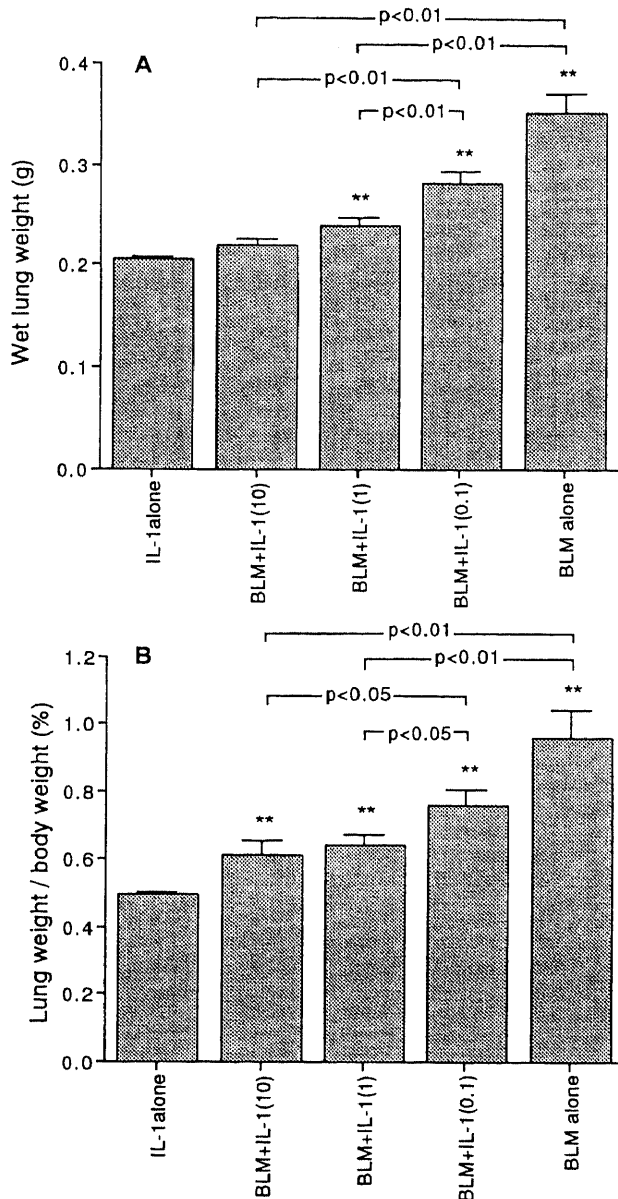 p<0.01
p<0.01
A
p<0.01
p<0.01
**
**
**
Wet lung weight (g)
0.4
0.3
0.2
0.1
0.0
IL-1alone
BLM+IL-1(10)
BLM+IL-1(1)
BLM+IL-1(0.1)
BLM alone
p<0.01
p<0.01
B
p<0.05
p<0.05
**
**
**
**
Lung weight / body weight (%)
1.2
1.0
0.8
0.6
0.4
0.2
0.0
IL-1alone
BLM+IL-1(10)
BLM+IL-1(1)
BLM+IL-1(0.1)
BLM alone